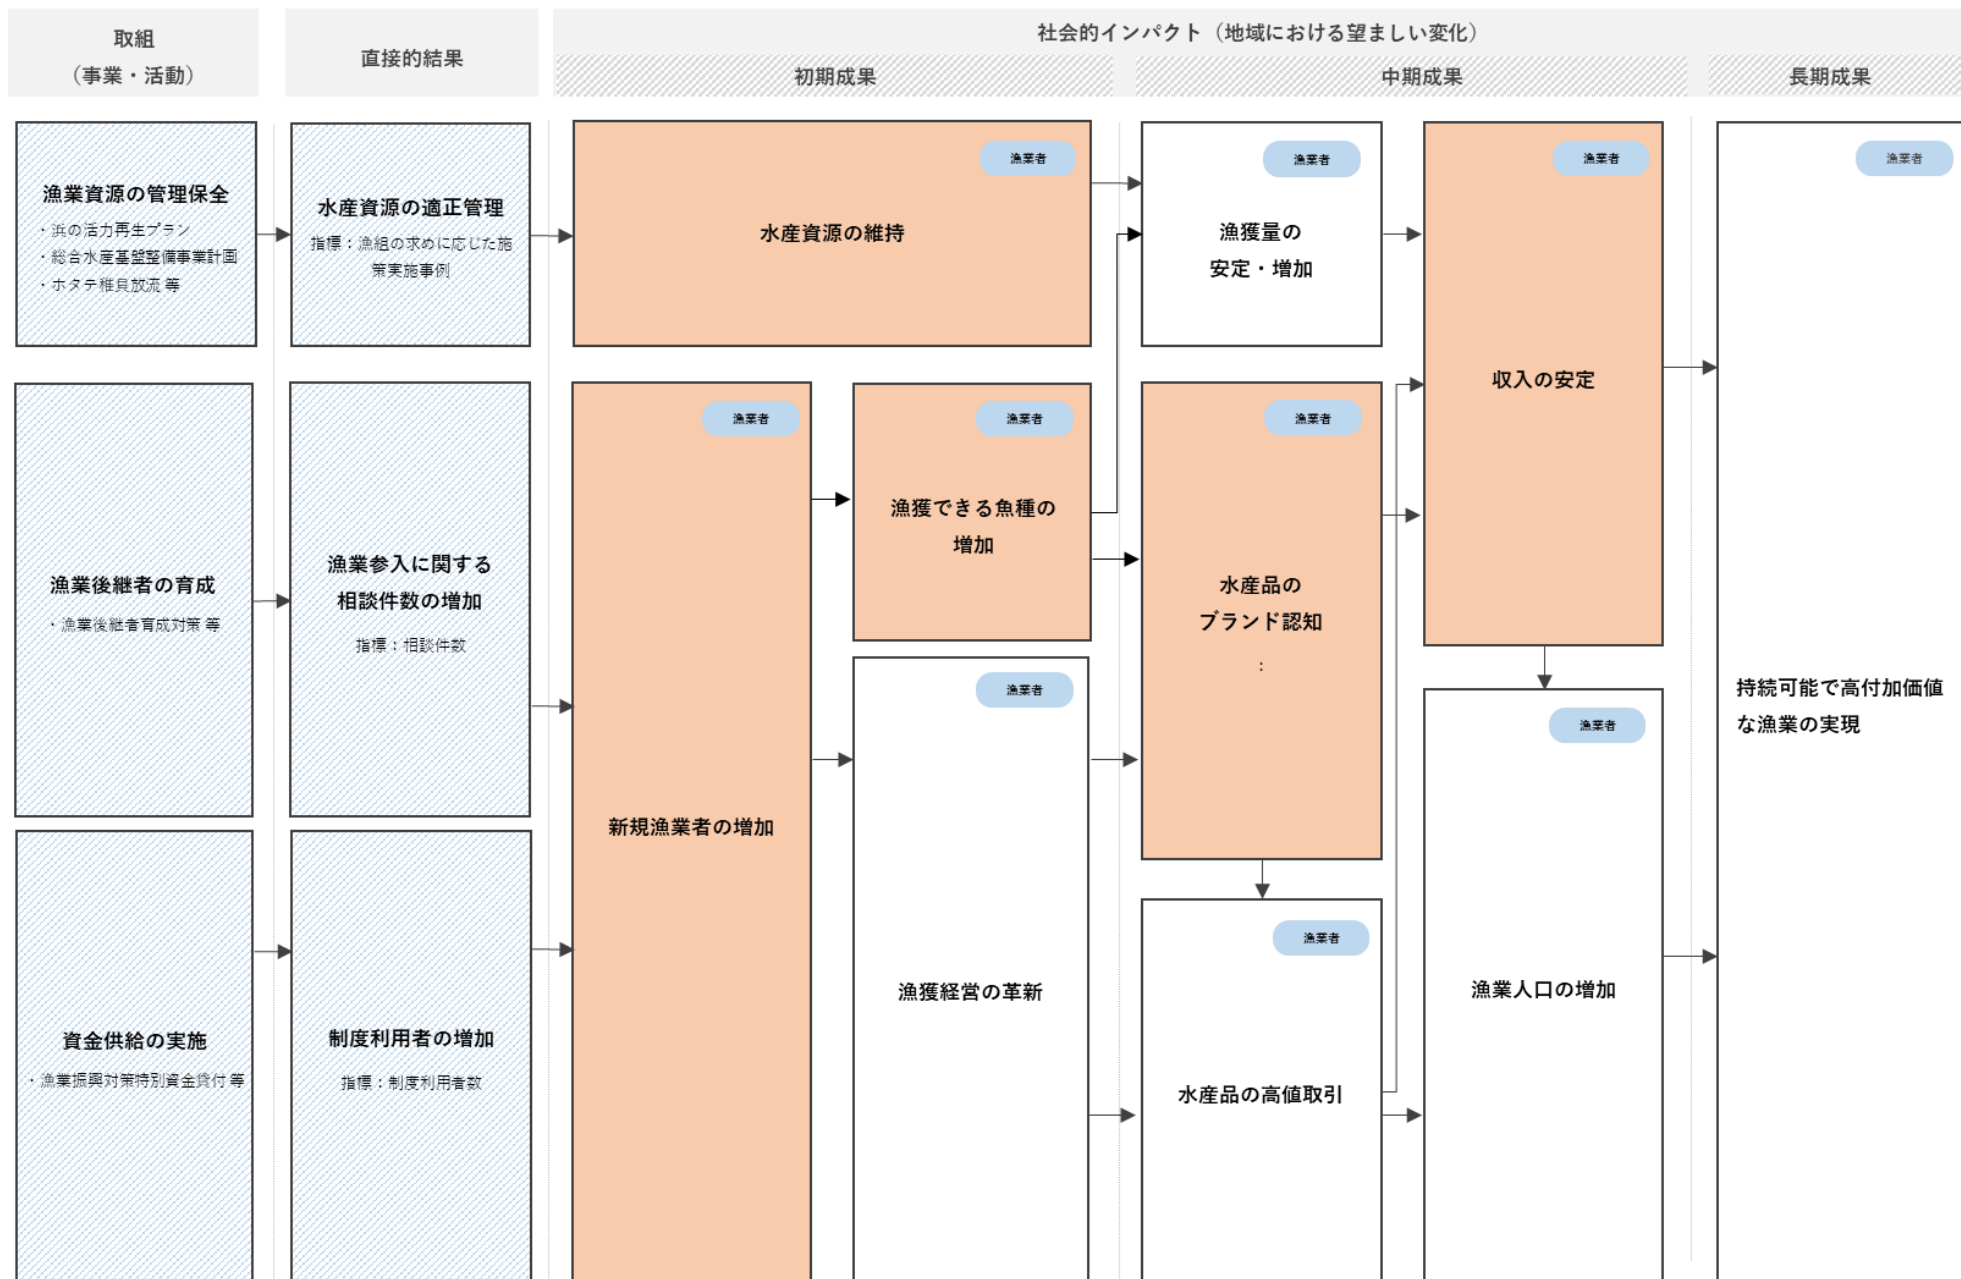 取組
（事業・活動）
直接的結果
社会的インパクト（地域における望ましい変化）
初期成果
中期成果
長期成果
漁業資源の管理保全
・浜の活力再生プラン
・総合水産基盤整備事業計画
・ホタテ稚貝放流 等
水産資源の適正管理
指標：漁組の求めに応じた施
策実施事例
漁業者
水産資源の維持
漁業者
漁獲量の
安定・増加
漁業者
収入の安定
漁業者
持続可能で高付加価値
な漁業の実現
漁業後継者の育成
・漁業後継者育成対策 等
漁業参入に関する
相談件数の増加
指標：相談件数
漁業者
新規漁業者の増加
漁業者
漁獲できる魚種の
増加
漁業者
水産品の
ブランド認知
：
漁業者
漁獲経営の革新
漁業者
漁業人口の増加
資金供給の実施
・漁業振興対策特別資金貸付 等
制度利用者の増加
指標：制度利用者数
漁業者
水産品の高値取引